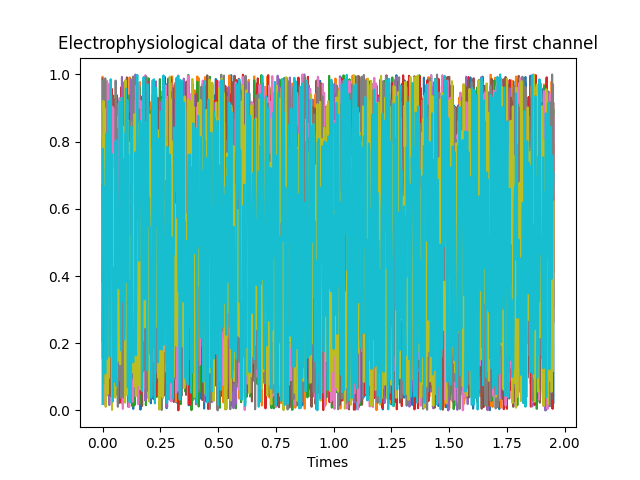 Electrophysiological data of the first subject, for the first channel
1.0
0.8
0.6
0.4
0.2
0.0
0.00 0.25 0.50 0.75 1.00 1.25 1.50 1.75 2.00
Times